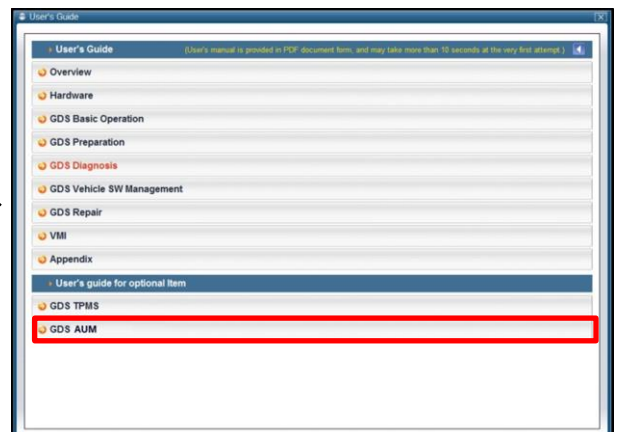 User's Guide
User's Guide (User's manual is provided in PDF document form, and may take more than 10 seconds at the very first attempt.)
Overview
Hardware
GDS Basic Operation
GDS Preparation
GDS Diagnosis
GDS Vehicle SW Management
GDS Repair
VMI
Appendix
User's guide for optional Item
GDS TPMS
GDS AUM